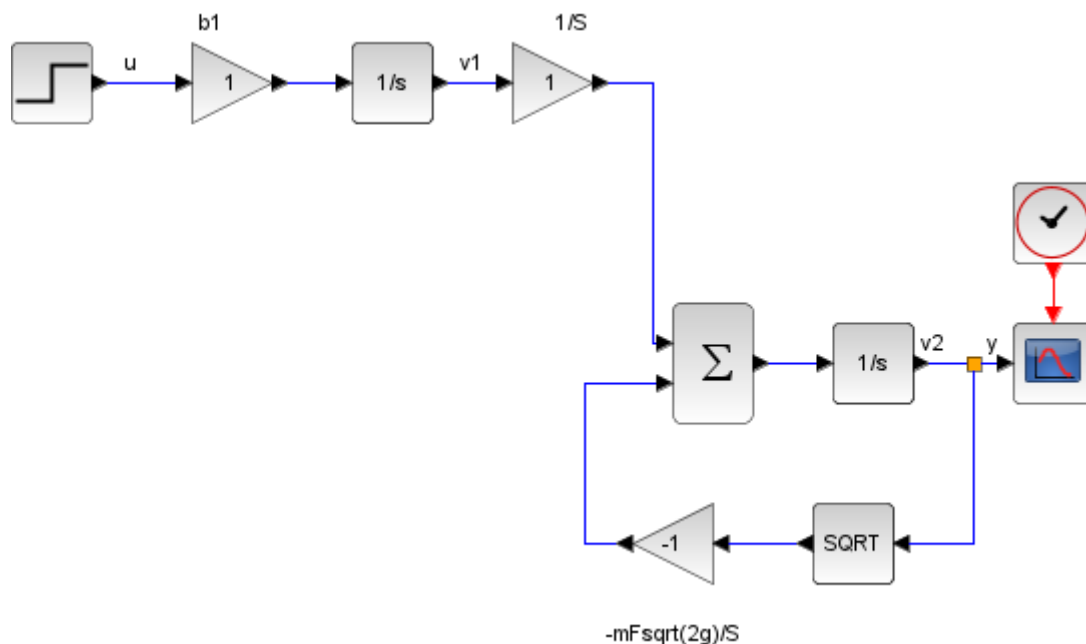 b1
1/S
u
1
1/s
v1
1
Σ
1/s
v2
y
-1
SQRT
-mFsqrt(2g)/S